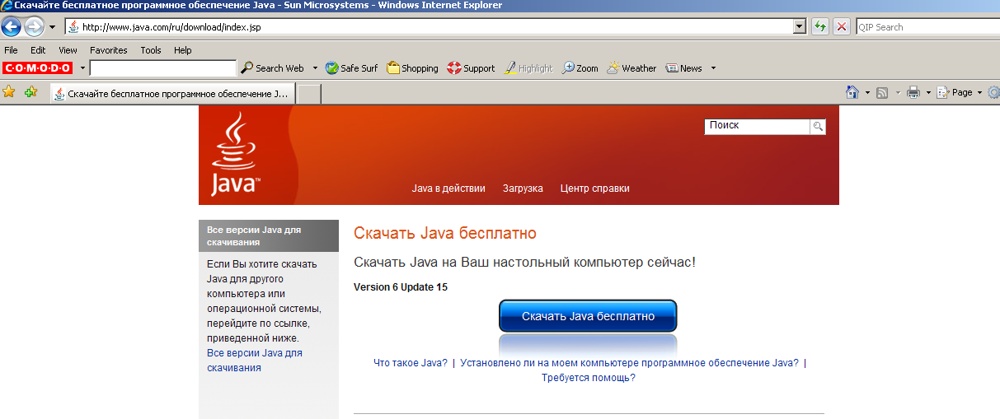 Скачайте бесплатное программное обеспечение Java - Sun Microsystems - Windows Internet Explorer
http://www.java.com/ru/download/index.jsp
QIP Search
File Edit View Favorites Tools Help
C·O·M·O·D·O Search Web Safe Surf Shopping Support Highlight Zoom Weather News
Скачайте бесплатное программное обеспечение J...
Page
Java™
Поиск
Java в действии Загрузка Центр справки
Все версии Java для
скачивания
Если Вы хотите скачать
Java для другого
компьютера или
операционной системы,
перейдите по ссылке,
приведенной ниже.
Все версии Java для
скачивания
Скачать Java бесплатно
Скачать Java на Ваш настольный компьютер сейчас!
Version 6 Update 15
Скачать Java бесплатно
Что такое Java? | Установлено ли на моем компьютере программное обеспечение Java? |
Требуется помощь?